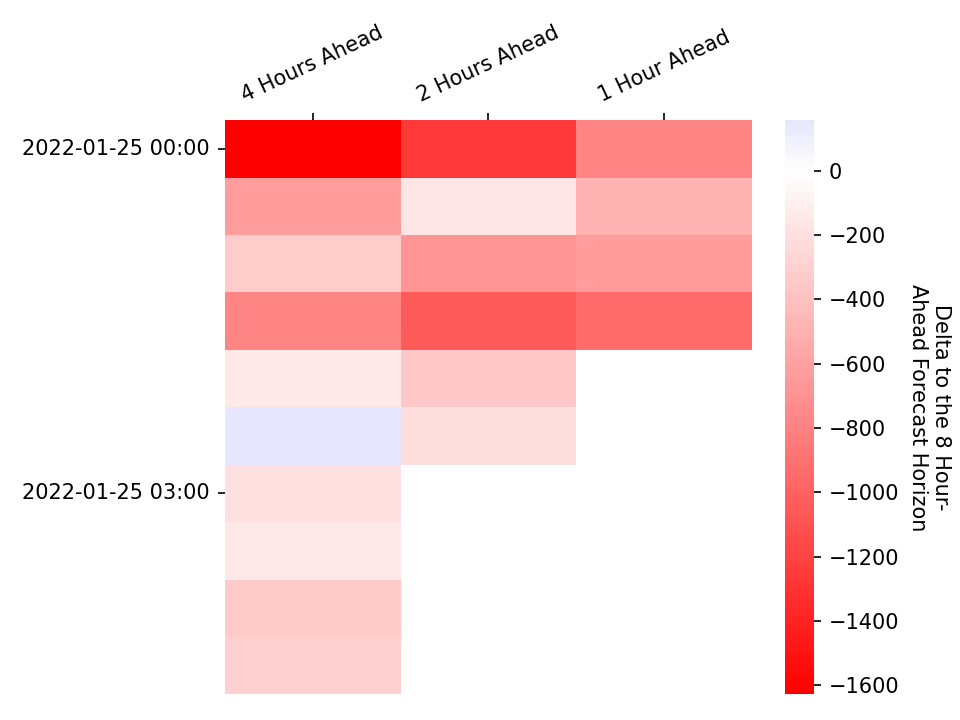 4 Hours Ahead
2 Hours Ahead
1 Hour Ahead
2022-01-25 00:00
2022-01-25 03:00
0
−200
−400
−600
−800
−1000
−1200
−1400
−1600
Delta to the 8 Hour-
Ahead Forecast Horizon